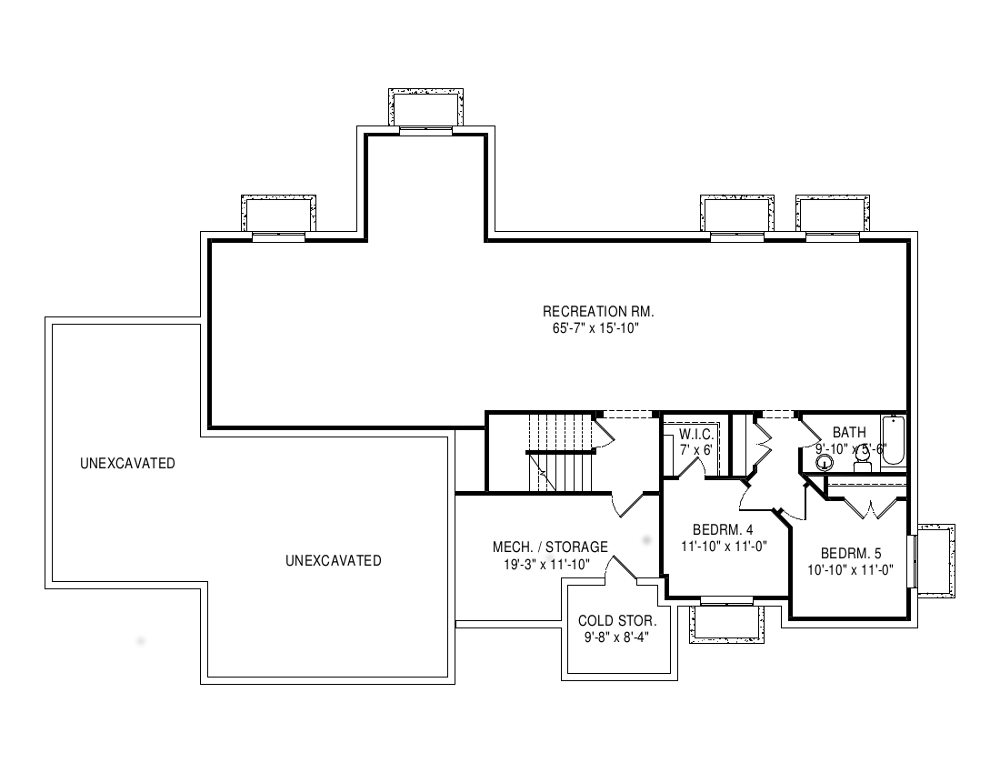 RECREATION RM.
65'-7" x 15'-10"
W.I.C.
7' x 6'
BATH
9'-10" x 5'-6"
UNEXCAVATED
UNEXCAVATED
MECH. / STORAGE
19'-3" x 11'-10"
BEDRM. 4
11'-10" x 11'-0"
BEDRM. 5
10'-10" x 11'-0"
COLD STOR.
9'-8" x 8'-4"